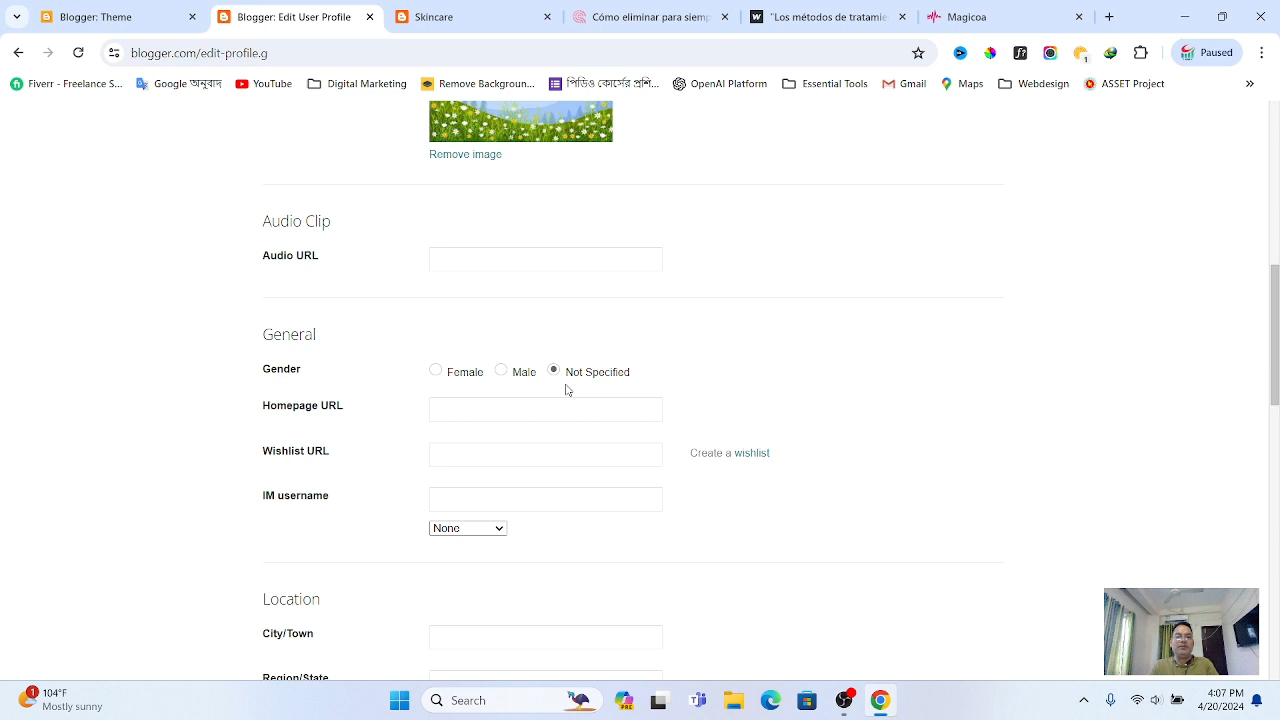 Blogger: Theme
Blogger: Edit User Profile
Skincare
Cómo eliminar para siemp
"Los métodos de tratamie
Magicoa
blogger.com/edit-profile.g
Paused
Fiverr - Freelance S...
Google অনুবাদ
YouTube
Digital Marketing
Remove Backgroun...
পিডিও কোর্সের প্রশি...
OpenAI Platform
Essential Tools
Gmail
Maps
Webdesign
ASSET Project
Remove image
Audio Clip
Audio URL
General
Gender
Female
Male
Not Specified
Homepage URL
Wishlist URL
Create a wishlist
IM username
None
Location
City/Town
Region/State
1
104°F
Mostly sunny
Search
PRE
4:07 PM
4/20/2024